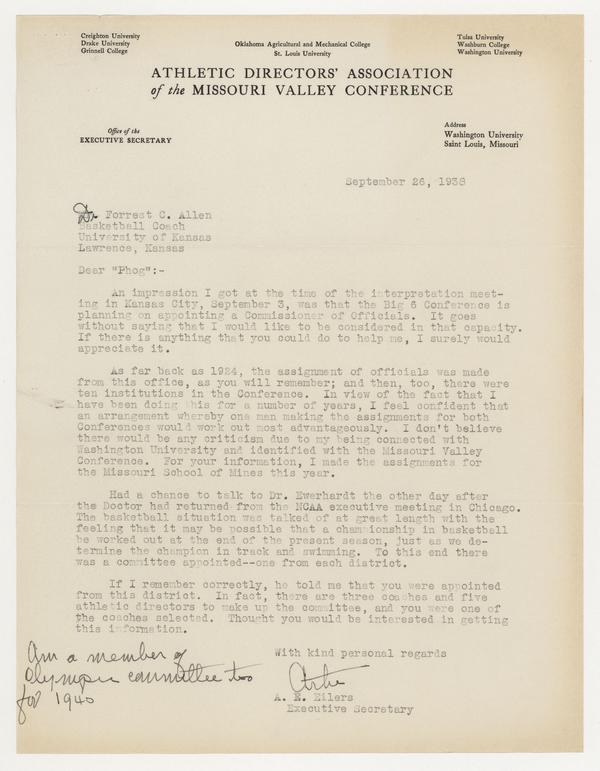 Creighton University
Drake University
Grinnell College
Oklahoma Agricultural and Mechanical College
St. Louis University
Tulsa University
Washburn College
Washington University
ATHLETIC DIRECTORS' ASSOCIATION
of the MISSOURI VALLEY CONFERENCE
Office of the
EXECUTIVE SECRETARY
Address
Washington University
Saint Louis, Missouri
September 26, 1938
Dr Forrest C. Allen
Basketball Coach
University of Kansas
Lawrence, Kansas
Dear "Phog":-
An impression I got at the time of the interpretation meet-
ing in Kansas City, September 3, was that the Big 6 Conference is
planning on appointing a Commissioner of Officials. It goes
without saying that I would like to be considered in that capacity.
If there is anything that you could do to help me, I surely would
appreciate it.
As far back as 1924, the assignment of officials was made
from this office, as you will remember; and then, too, there were
ten institutions in the Conference. In view of the fact that I
have been doing this for a number of years, I feel confident that
an arrangement whereby one man making the assignments for both
Conferences would work out most advantageously. I don't believe
there would be any criticism due to my being connected with
Washington University and identified with the Missouri Valley
Conference. For your information, I made the assignments for
the Missouri School of Mines this year.
Had a chance to talk to Dr. Ewerhardt the other day after
the Doctor had returned from the NCAA executive meeting in Chicago.
The basketball situation was talked of at great length with the
feeling that it may be possible that a championship in basketball
be worked out at the end of the present season, just as we de-
termine the champion in track and swimming. To this end there
was a committee appointed--one from each district.
If I remember correctly, he told me that you were appointed
from this district. In fact, there are three coaches and five
athletic directors to make up the committee, and you were one of
the coaches selected. Thought you would be interested in getting
this information.
With kind personal regards
Artie
A. E. Eilers
Executive Secretary
Am a member of
Olympic committee too
for 1940